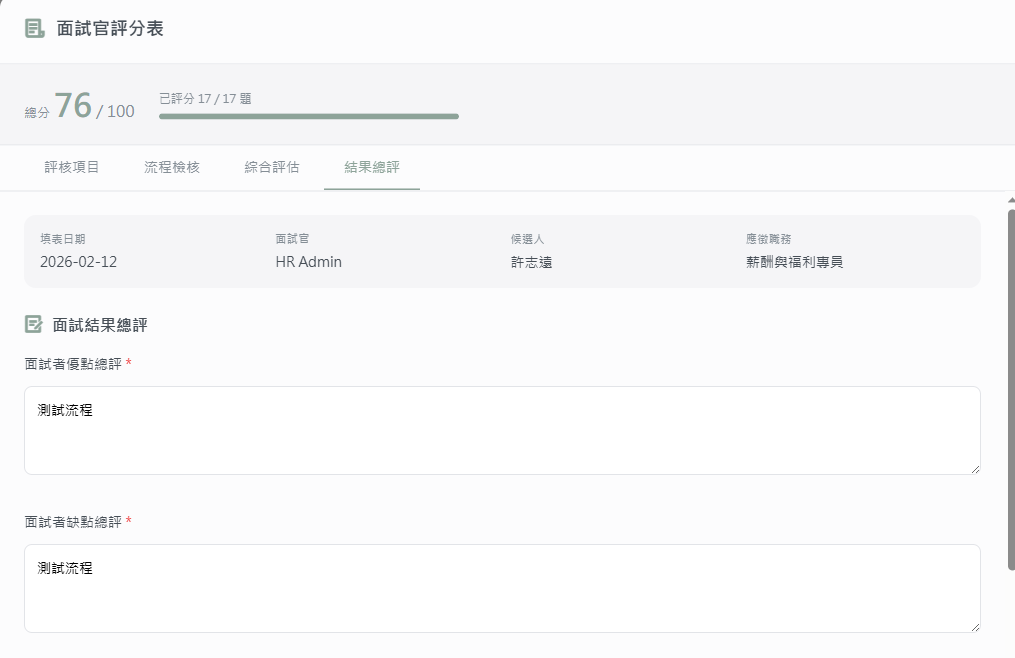 面試官評分表
總分 76 / 100
已評分 17 / 17 題
評核項目 流程檢核 綜合評估 結果總評
填表日期 面試官 候選人 應徵職務
2026-02-12 HR Admin 許志遠 薪酬與福利專員
面試結果總評
面試者優點總評 *
測試流程
面試者缺点總評 *
測試流程